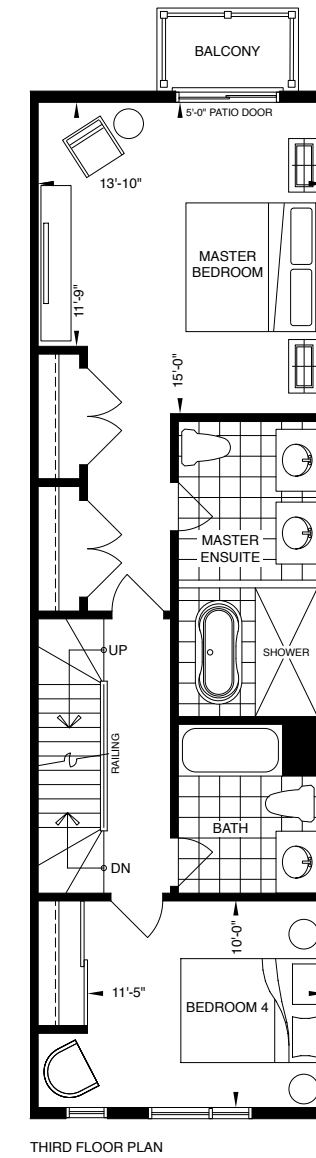 BALCONY
5'-0" PATIO DOOR
13'-10"
MASTER
BEDROOM
11'-9"
15'-0"
MASTER
ENSUITE
UP
SHOWER
RAILING
BATH
DN
10'-0"
11'-5"
BEDROOM 4
THIRD FLOOR PLAN